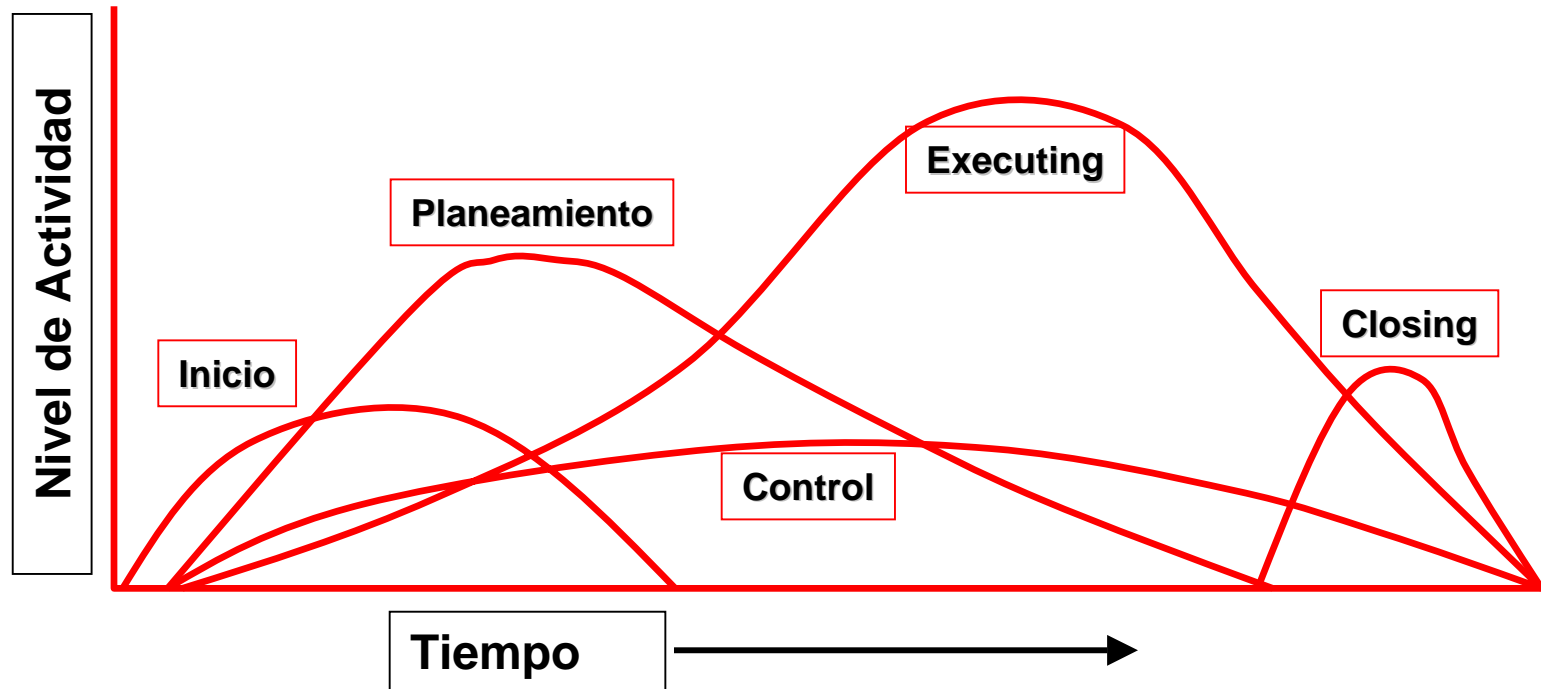 Nivel de Actividad
Executing
Planeamiento
Closing
Inicio
Control
Tiempo